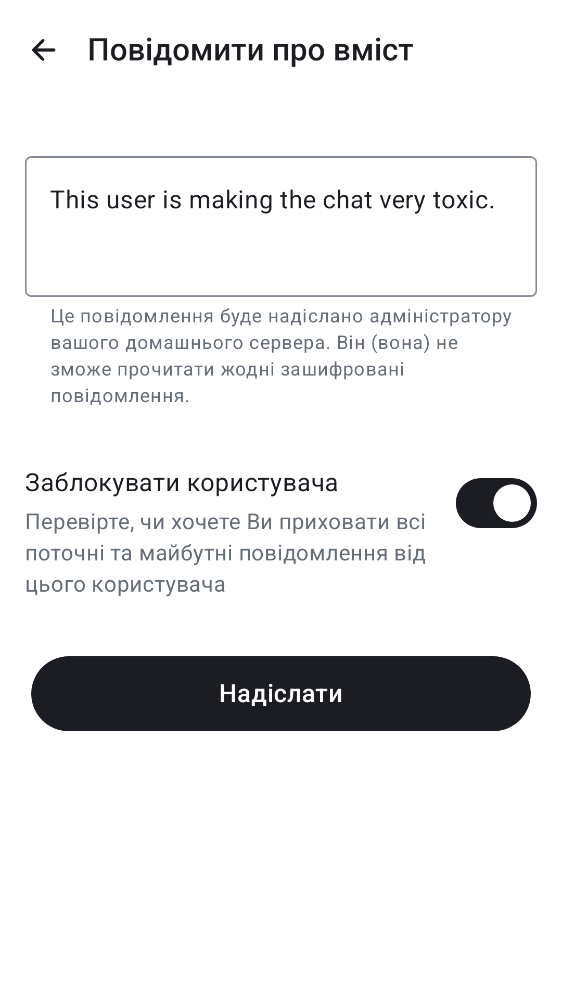 Повідомити про вміст
This user is making the chat very toxic.
Це повідомлення буде надіслано адміністратору
вашого домашнього сервера. Він (вона) не
зможе прочитати жодні зашифровані
повідомлення.
Заблокувати користувача
Перевірте, чи хочете Ви приховати всі
поточні та майбутні повідомлення від
цього користувача
Надіслати